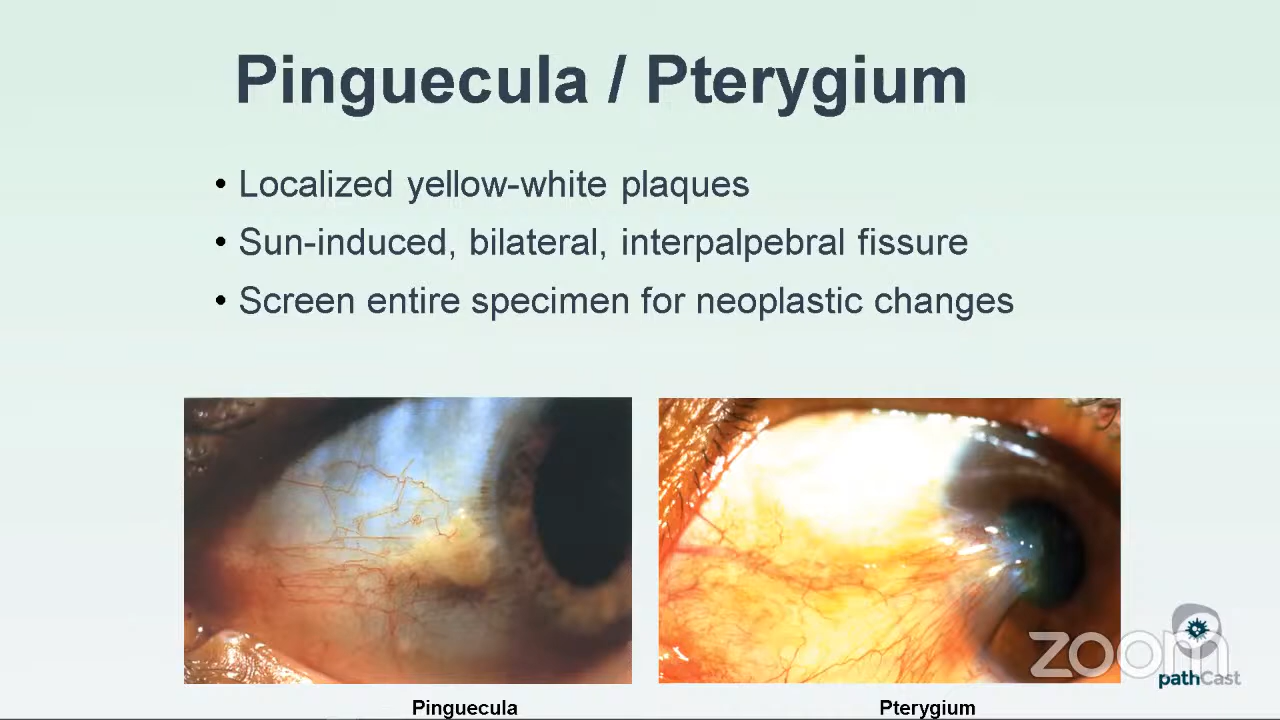 Pinguecula / Pterygium
• Localized yellow-white plaques
• Sun-induced, bilateral, interpalpebral fissure
• Screen entire specimen for neoplastic changes
zoom
pathCast
Pinguecula
Pterygium